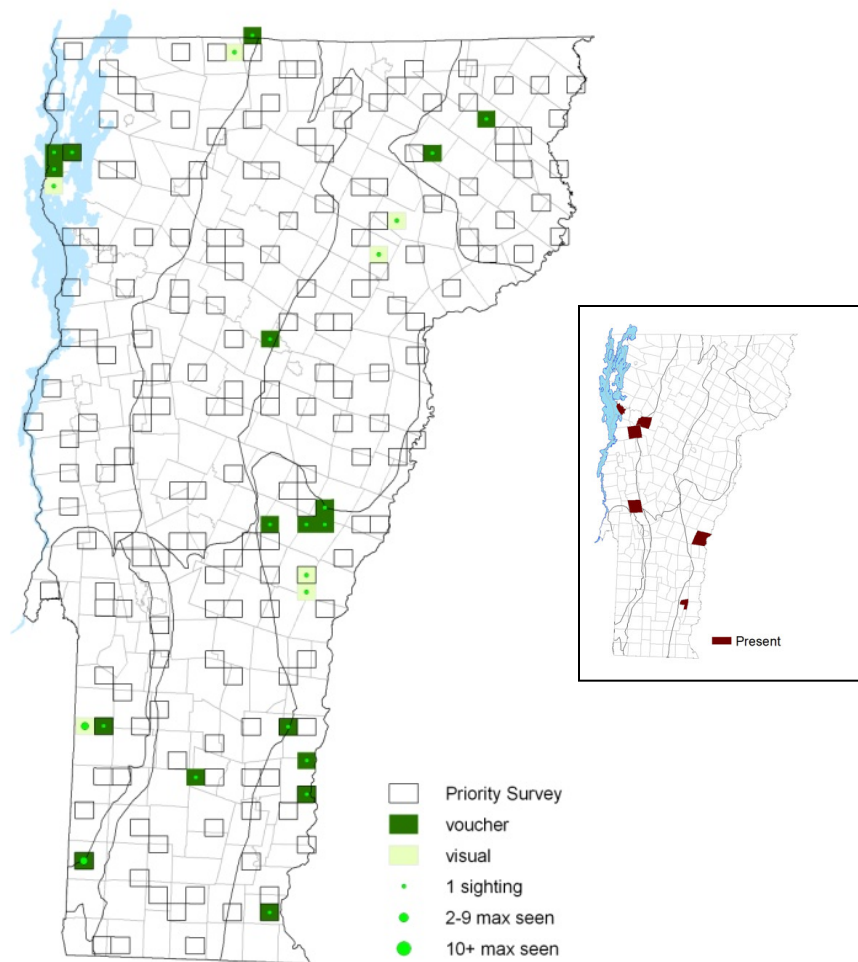 Present
Priority Survey
voucher
visual
1 sighting
2-9 max seen
10+ max seen